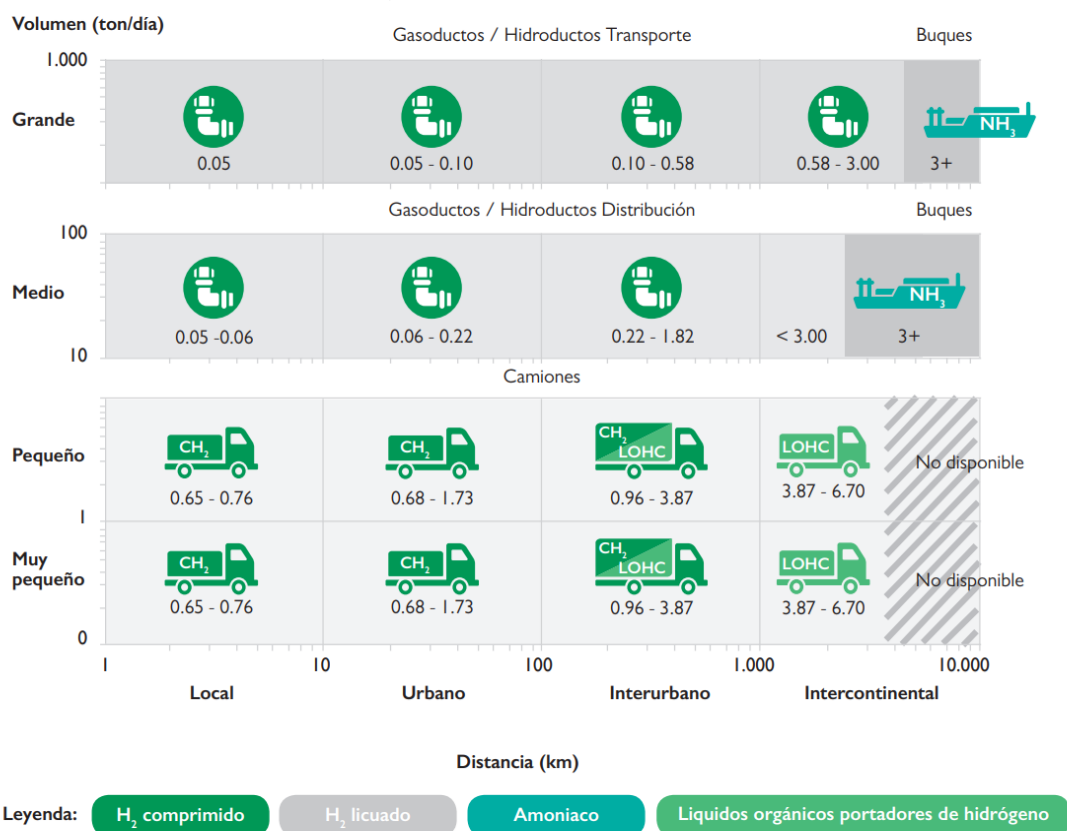 Volumen (ton/día)
Gasoductos / Hidroductos Transporte
Buques
1.000
Grande
NH3
0.05
0.05 - 0.10
0.10 - 0.58
0.58 - 3.00
3+
Gasoductos / Hidroductos Distribución
Buques
100
Medio
NH3
0.05 -0.06
0.06 - 0.22
0.22 - 1.82
< 3.00
3+
10
Camiones
Pequeño
CH2
CH2
CH2
LOHC
LOHC
No disponible
0.65 - 0.76
0.68 - 1.73
0.96 - 3.87
3.87 - 6.70
1
Muy
pequeño
CH2
CH2
CH2
LOHC
LOHC
No disponible
0.65 - 0.76
0.68 - 1.73
0.96 - 3.87
3.87 - 6.70
0
1
10
100
1.000
10.000
Local
Urbano
Interurbano
Intercontinental
Distancia (km)
Leyenda:
H2 comprimido
H2 licuado
Amoniaco
Liquidos orgánicos portadores de hidrógeno